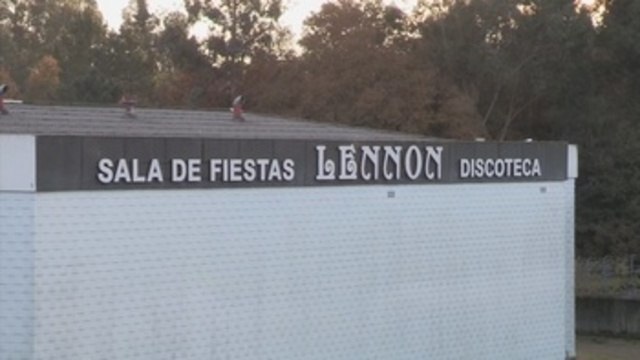 SALA DE FIESTAS LENNON DISCOTECA